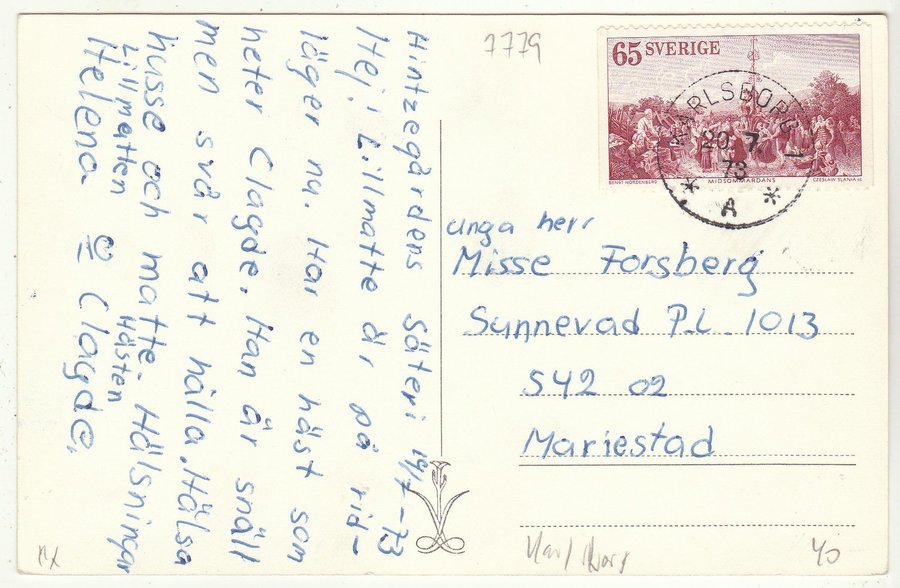 Hintzegårdens Säteri 19/7-73
Hej! Lillmatte är på rid-
läger nu. Har en häst som
heter Clagde. Han är snäll
men svår att hålla. Hälsa
husse och matte. Hälsningar
Lillmatten Hästen
Helena Clagde.
7779
65 SVERIGE
BENGT NORDENBERG MIDSOMMARDANS CZESLAW SLANIA SC
KARLSBORG 1
20. 7.
73
* A *
Unga herr
Misse Forsberg
Sunnevad P.L. 1013
542 02
Mariestad
Karlsborg
40